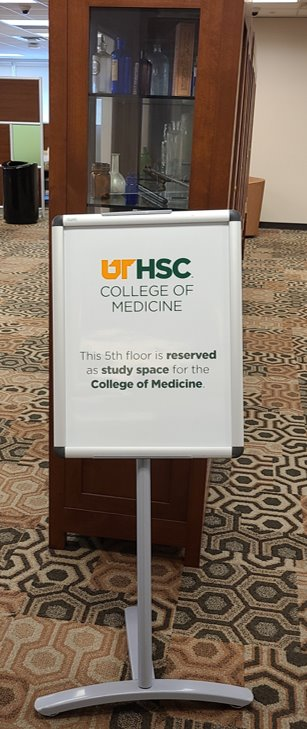 UTHSC
COLLEGE OF
MEDICINE
This 5th floor is reserved
as study space for the
College of Medicine.